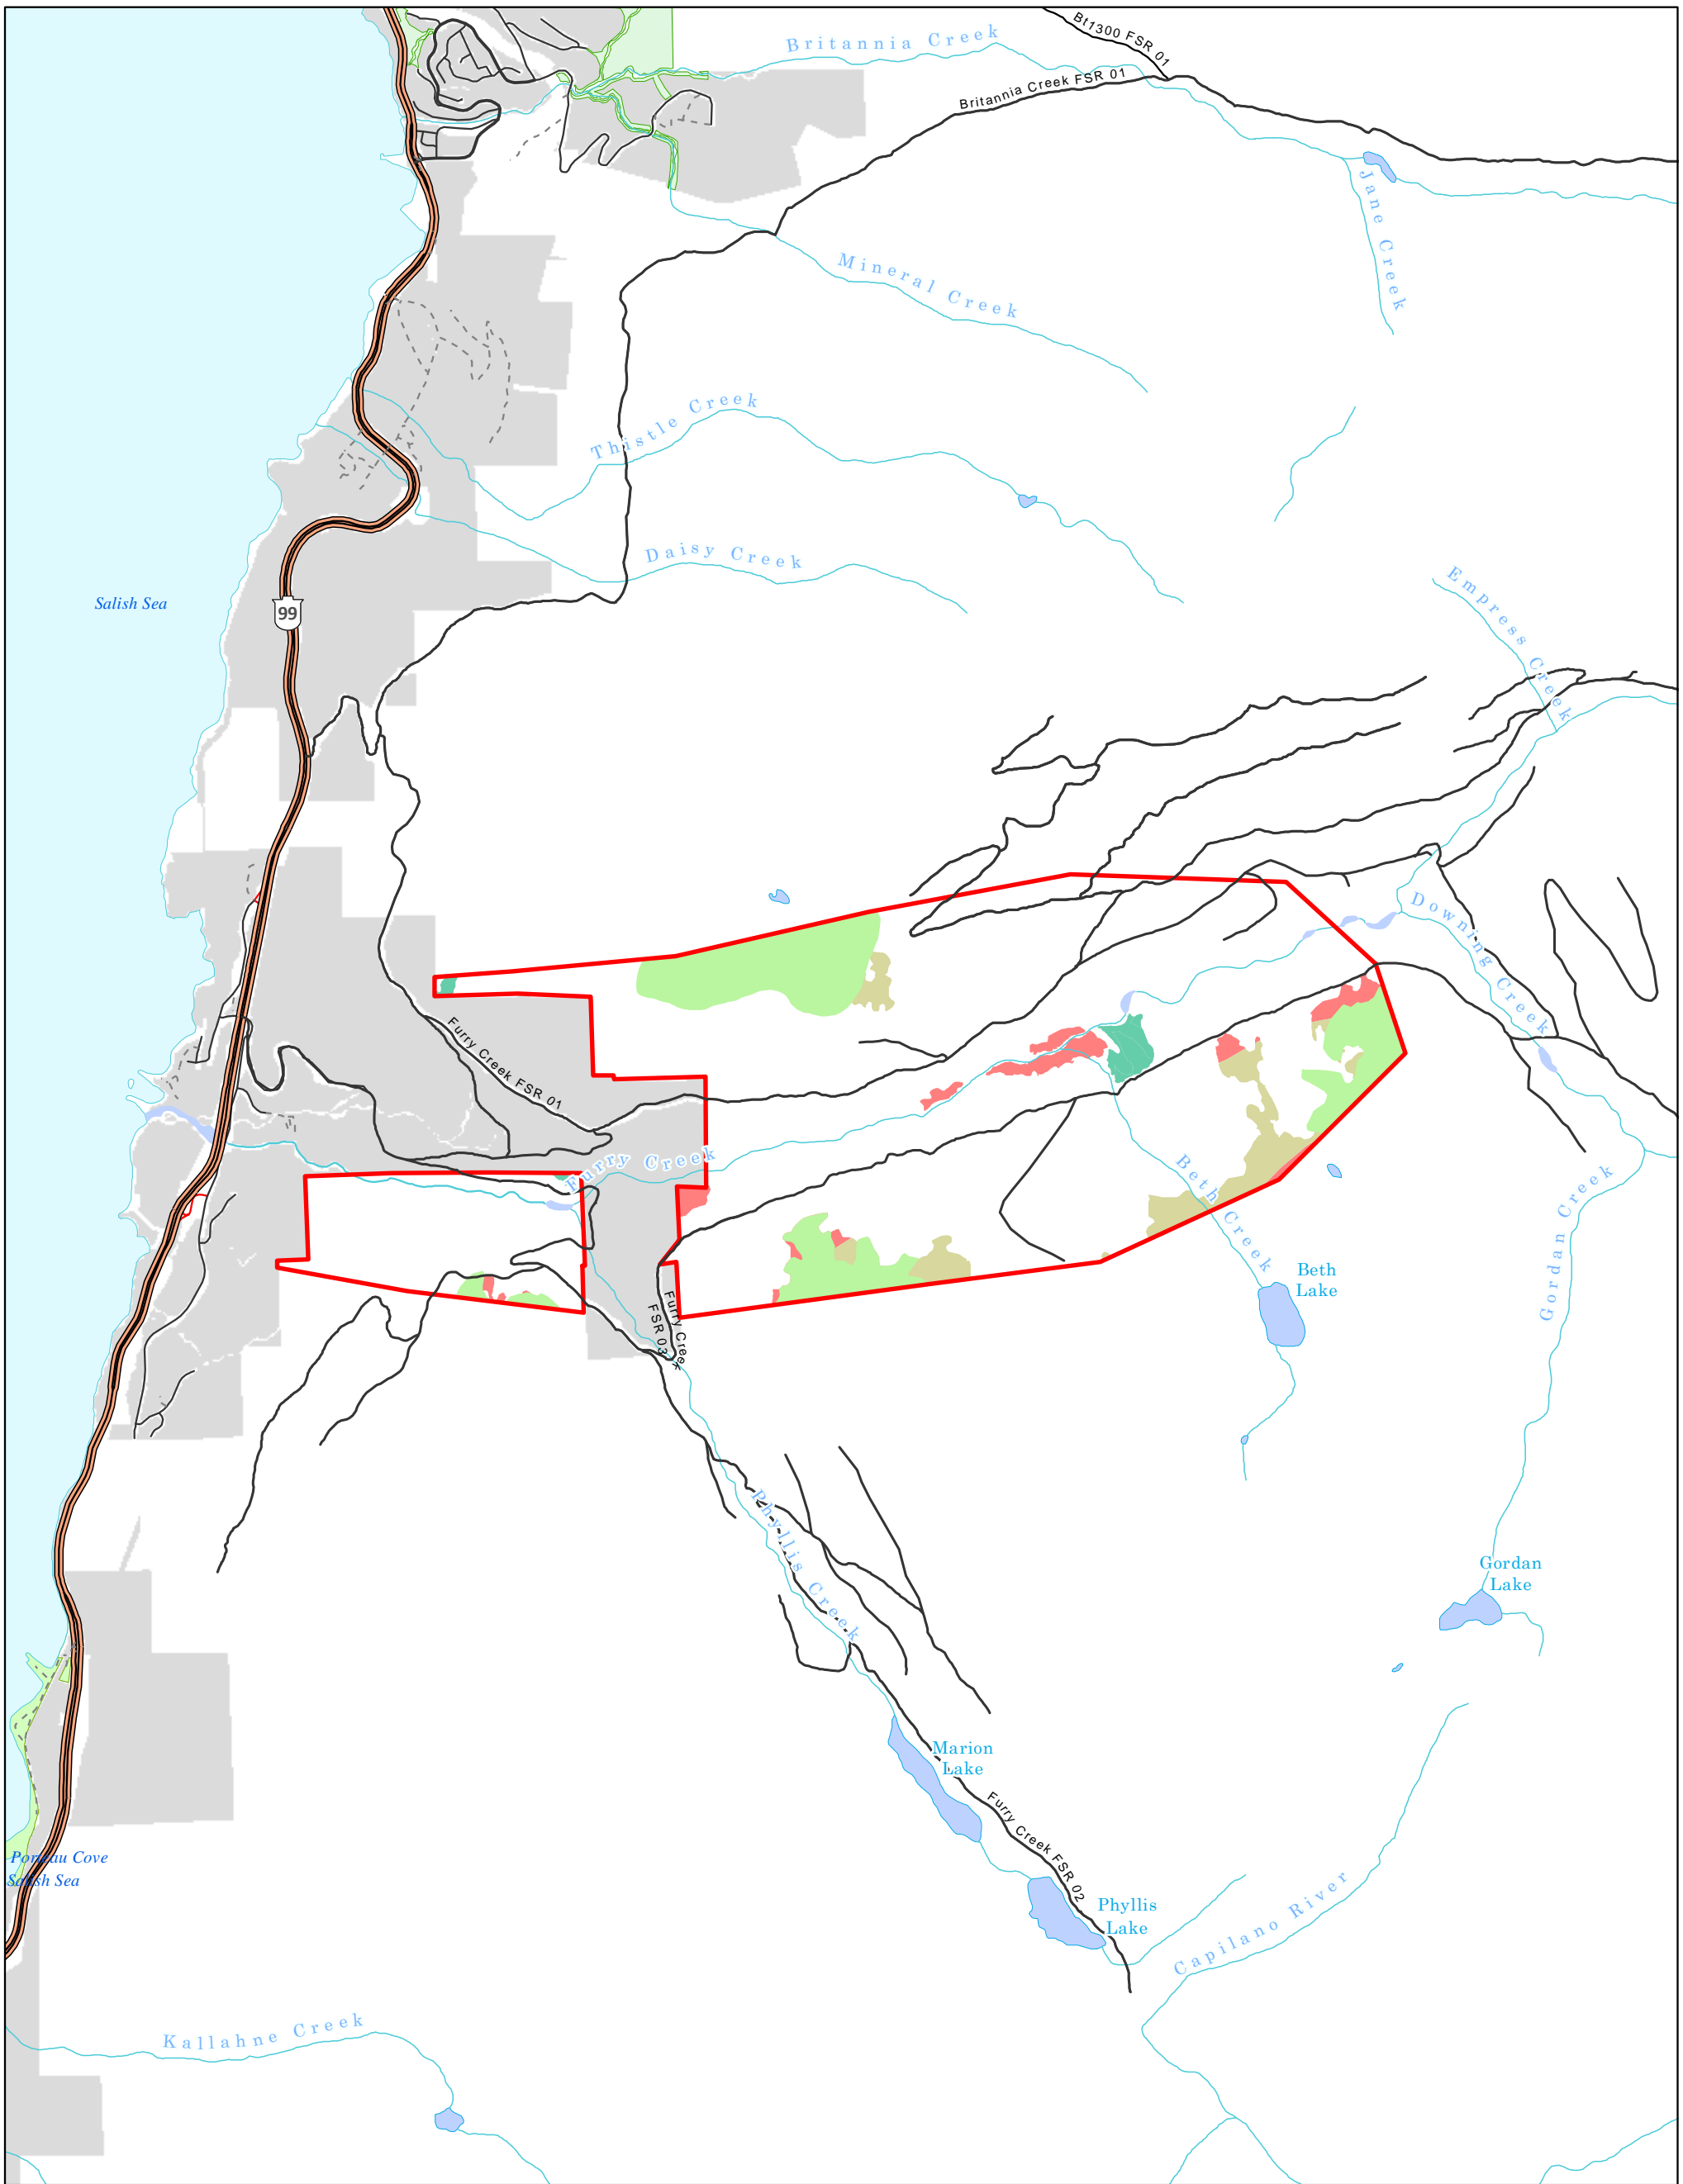 Bt1300 FSR 01
Britannia Creek
Britannia Creek FSR 01
Jane Creek
Mineral Creek
Thistle Creek
Daisy Creek
Salish Sea
99
Empress Creek
Downing Creek
Furry Creek FSR 01
Furry Creek
Beth Creek
Gordan Creek
Beth
Lake
Furry Creek
FSR 03
Phyllis Creek
Gordan
Lake
Marion
Lake
Furry Creek FSR 02
Porteau Cove
Salish Sea
Phyllis
Lake
Capilano River
Kallahne Creek